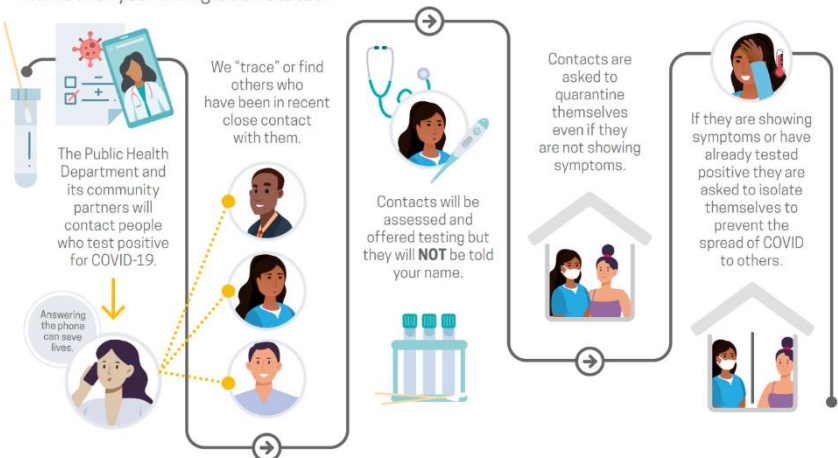 The Public Health
Department and
its community
partners will
contact people
who test positive
for COVID-19.
Answering
the phone
can save
lives.
We “trace” or find
others who
have been in recent
close contact
with them.
Contacts will be
assessed and
offered testing but
they will NOT be told
your name.
Contacts are
asked to
quarantine
themselves
even if they
are not showing
symptoms.
If they are showing
symptoms or have
already tested
positive they are
asked to isolate
themselves to
prevent the
spread of COVID
to others.